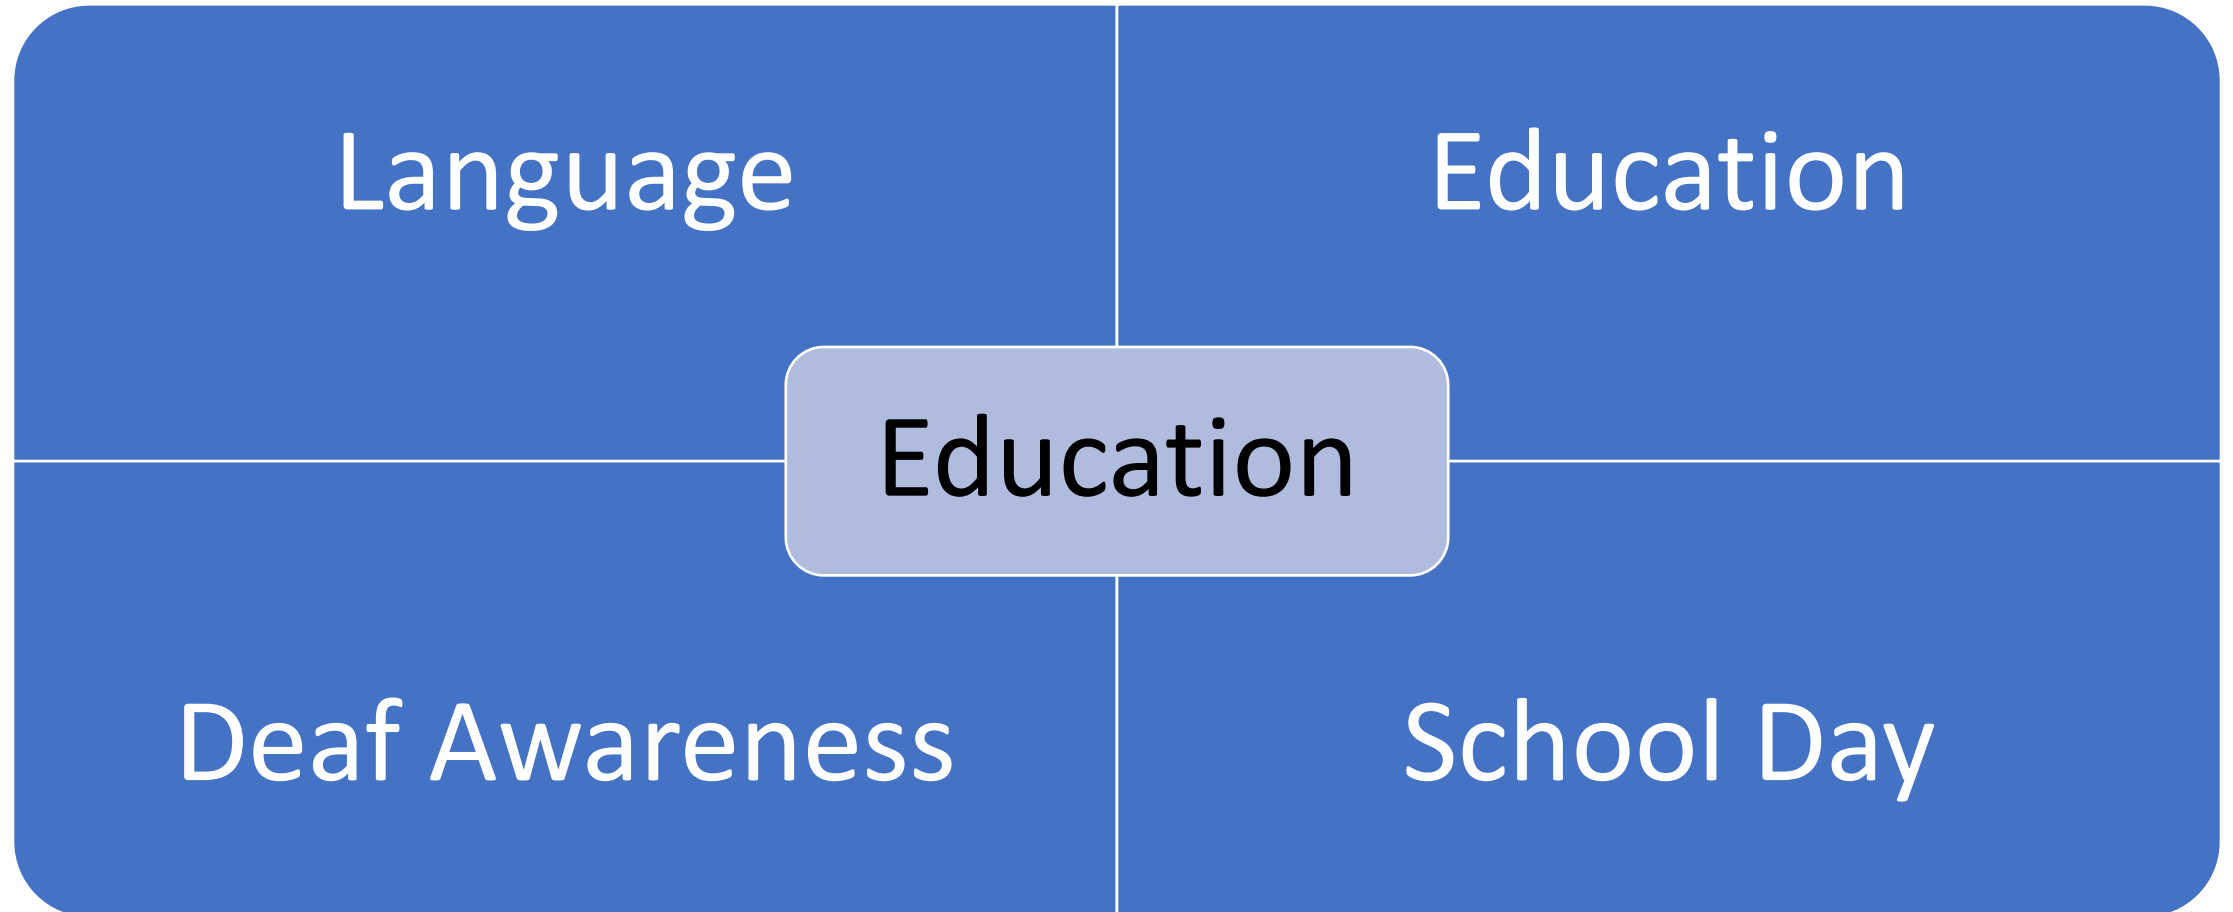 Language
Education
Education
Deaf Awareness
School Day